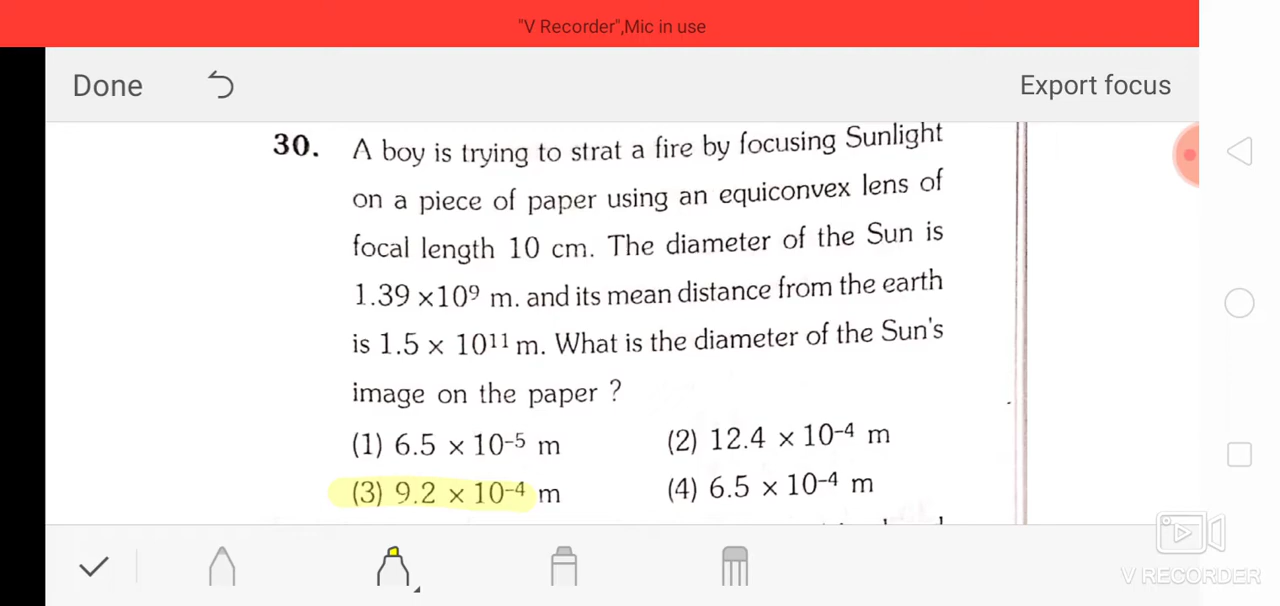 "V Recorder",Mic in use
Done
Export focus
30. A boy is trying to strat a fire by focusing Sunlight
on a piece of paper using an equiconvex lens of
focal length 10 cm. The diameter of the Sun is
1.39 ×10⁹ m. and its mean distance from the earth
is 1.5 × 10¹¹ m. What is the diameter of the Sun's
image on the paper ?
(1) 6.5 × 10⁻⁵ m (2) 12.4 × 10⁻⁴ m
(3) 9.2 × 10⁻⁴ m (4) 6.5 × 10⁻⁴ m
V RECORDER